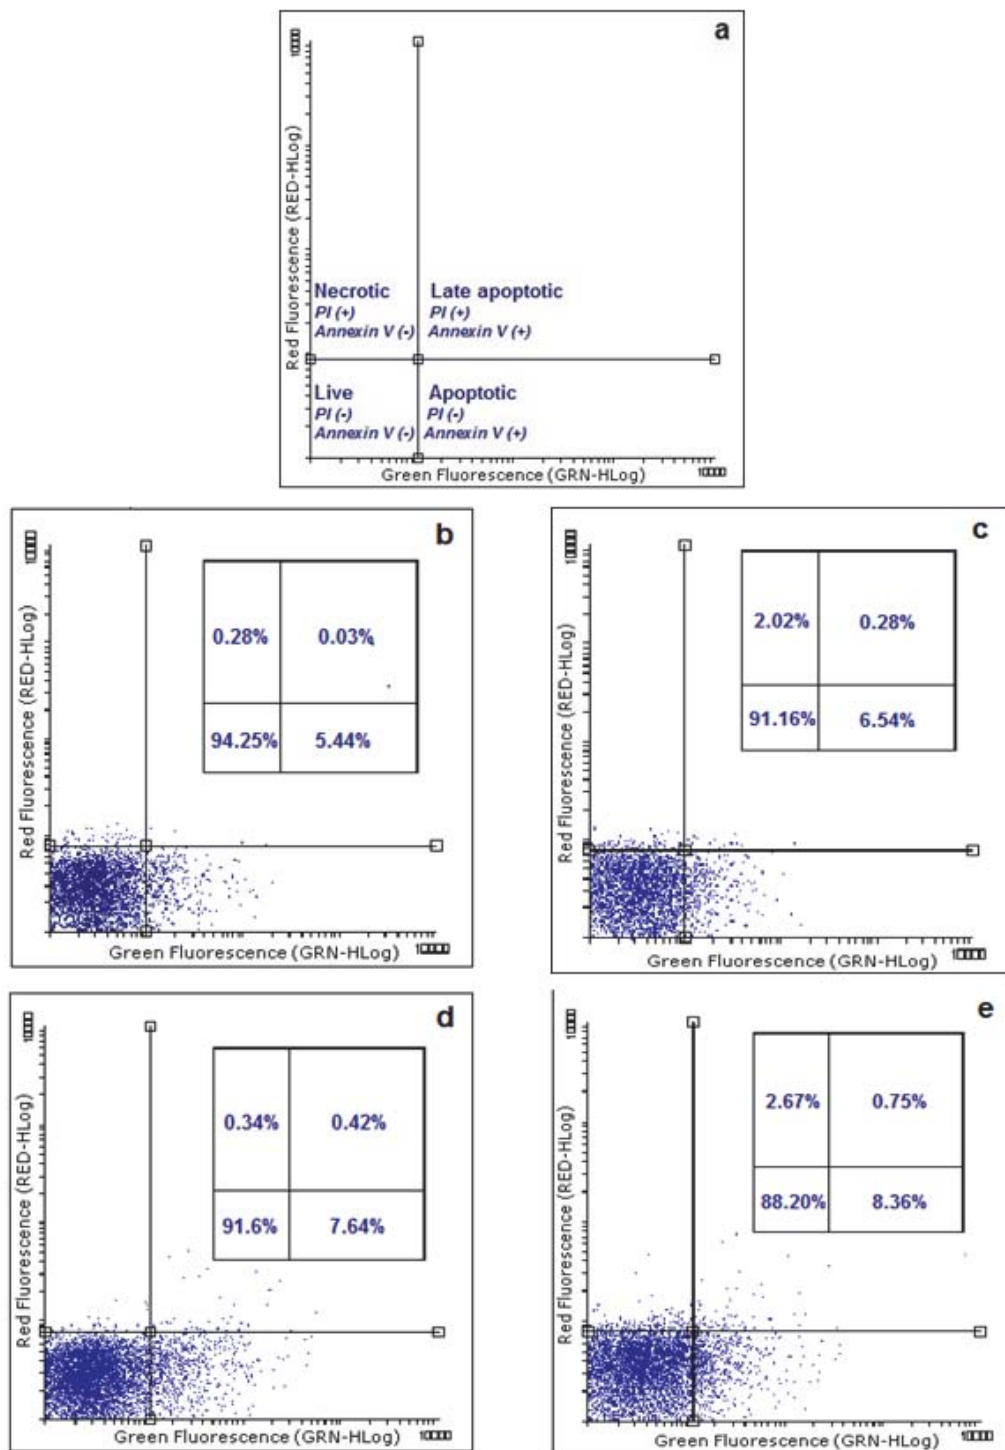 a
Red Fluorescence (RED-HLog)
Necrotic
PI (+)
Annexin V (-)
Late apoptotic
PI (+)
Annexin V (+)
Live
PI (-)
Annexin V (-)
Apoptotic
PI (-)
Annexin V (+)
Green Fluorescence (GRN-HLog)
b
Red Fluorescence (RED-HLog)
0.28% 0.03%
94.25% 5.44%
Green Fluorescence (GRN-HLog)
c
Red Fluorescence (RED-HLog)
2.02% 0.28%
91.16% 6.54%
Green Fluorescence (GRN-HLog)
d
Red Fluorescence (RED-HLog)
0.34% 0.42%
91.6% 7.64%
Green Fluorescence (GRN-HLog)
e
Red Fluorescence (RED-HLog)
2.67% 0.75%
88.20% 8.36%
Green Fluorescence (GRN-HLog)